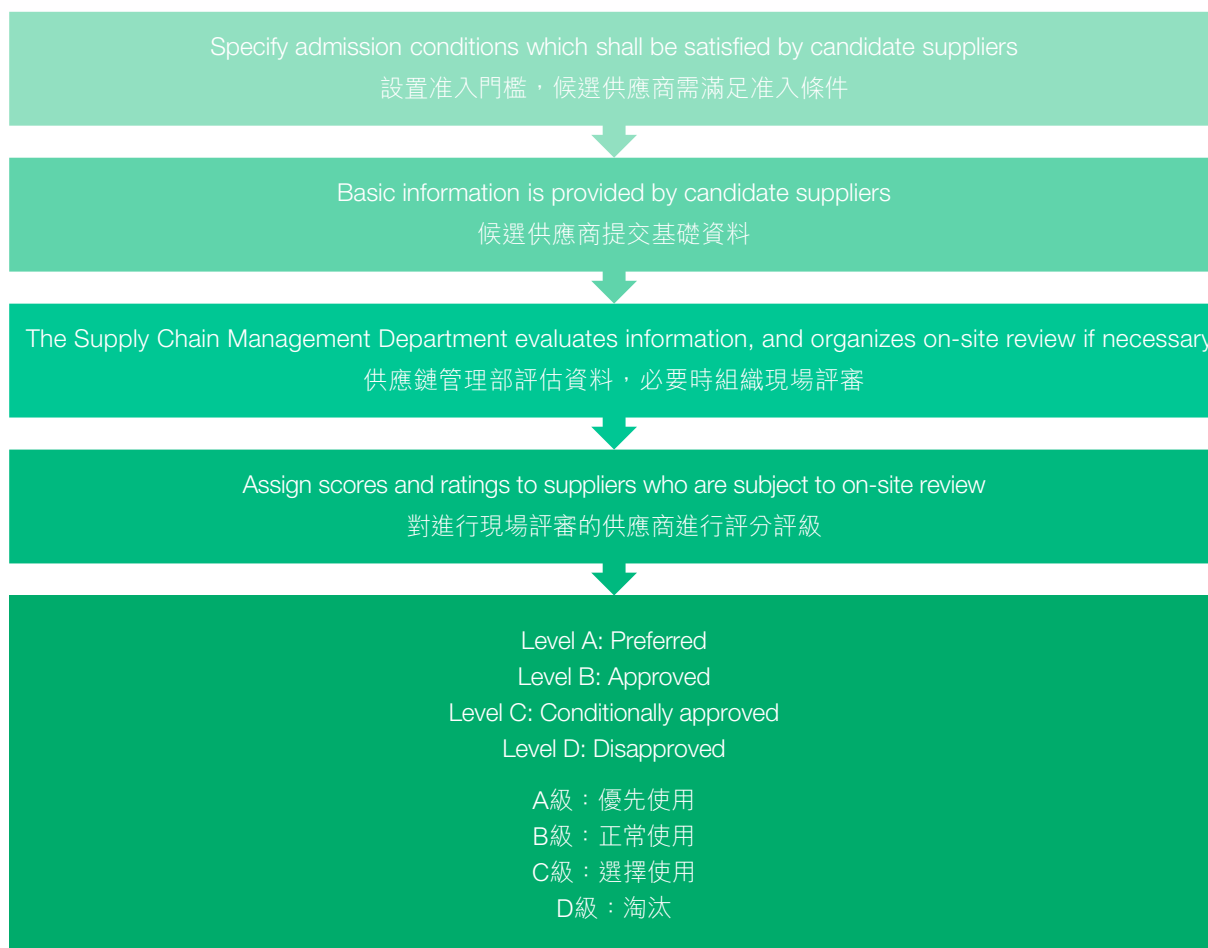 Specify admission conditions which shall be satisfied by candidate suppliers
設置准入門檻，候選供應商需滿足准入條件
Basic information is provided by candidate suppliers
候選供應商提交基礎資料
The Supply Chain Management Department evaluates information, and organizes on-site review if necessary
供應鏈管理部評估資料，必要時組織現場評審
Assign scores and ratings to suppliers who are subject to on-site review
對進行現場評審的供應商進行評分評級
Level A: Preferred
Level B: Approved
Level C: Conditionally approved
Level D: Disapproved
A級：優先使用
B級：正常使用
C級：選擇使用
D級：淘汰